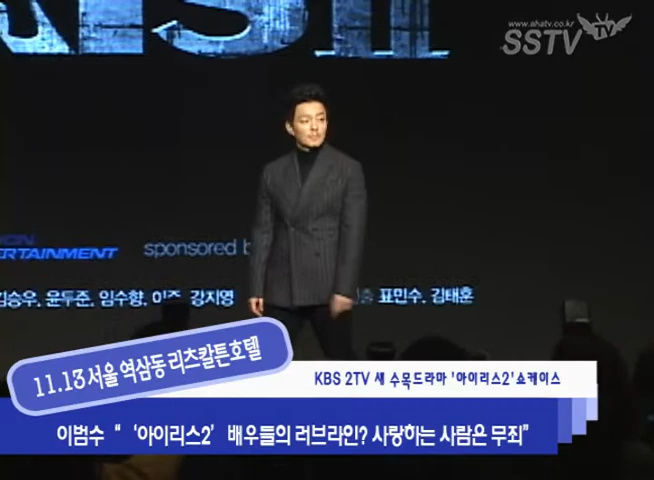 www.ahatv.co.kr
SSTV
TV
sponsored b
김승우, 윤두준, 임수향, 이준, 강지영
표민수, 김태훈
11.13 서울 역삼동 리츠칼튼호텔
KBS 2TV 새 수목드라마 '아이리스2' 쇼케이스
이범수 “ ‘아이리스2’ 배우들의 러브라인? 사랑하는 사람은 무죄”